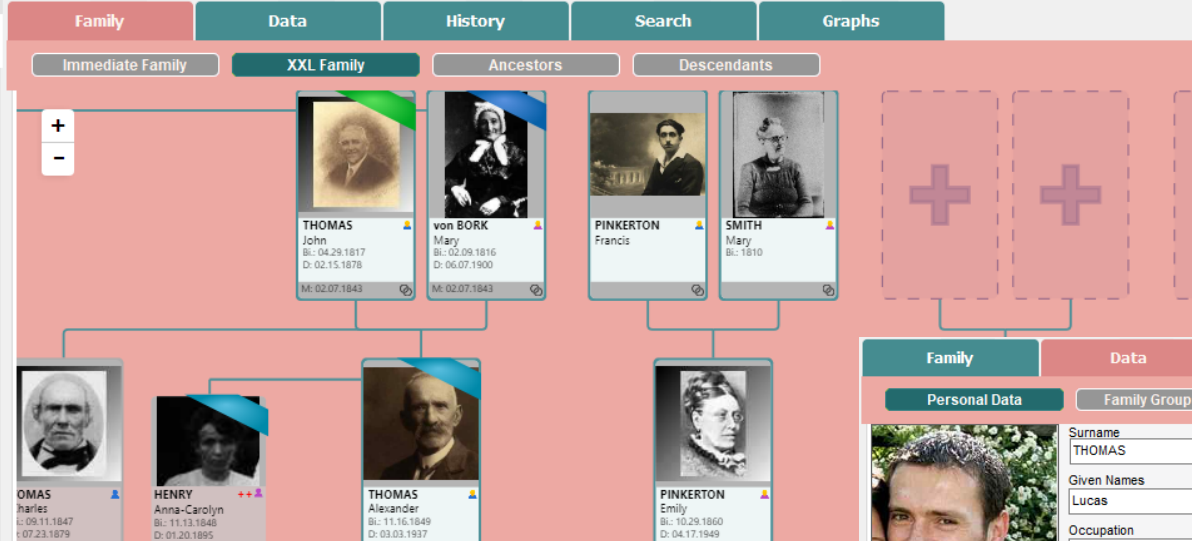 Family Data History Search Graphs
Immediate Family XXL Family Ancestors Descendants
+
−
THOMAS
John
Bi.: 04.29.1817
D: 02.15.1878
M: 02.07.1843
von BORK
Mary
Bi.: 02.09.1816
D: 06.07.1900
M: 02.07.1843
PINKERTON
Francis
SMITH
Mary
Bi.: 1810
OMAS
harles
i.: 09.11.1847
: 07.23.1879
HENRY ++
Anna-Carolyn
Bi.: 11.13.1848
D: 01.20.1895
THOMAS
Alexander
Bi.: 11.16.1849
D: 03.03.1937
PINKERTON
Emily
Bi.: 10.29.1860
D: 04.17.1949
Family Data
Personal Data Family Group
Surname
THOMAS
Given Names
Lucas
Occupation